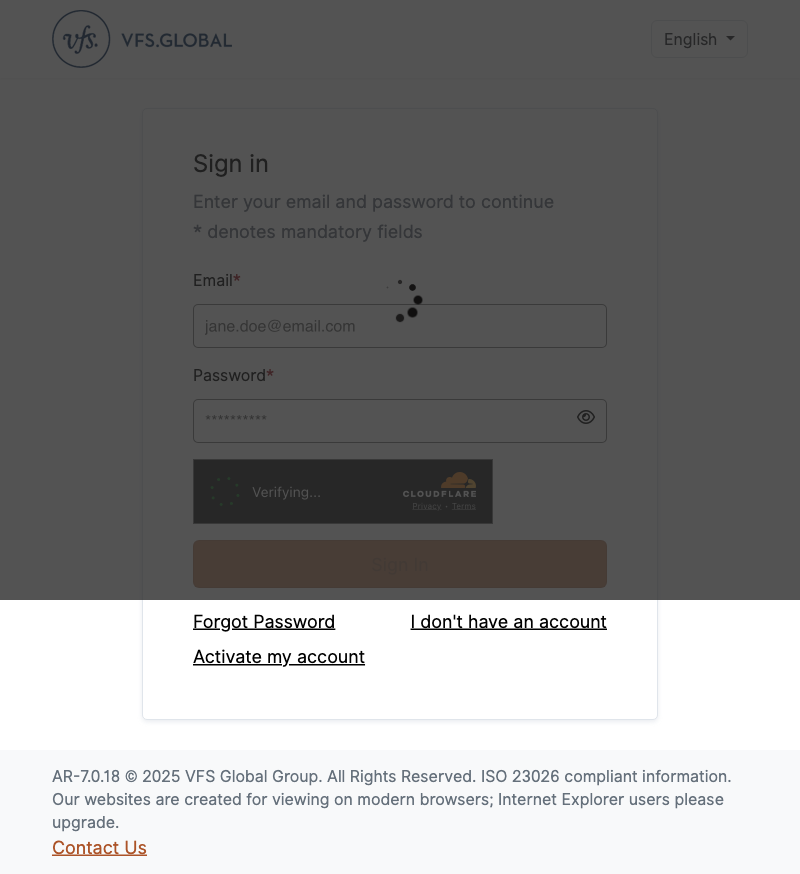 vfs.
VFS.GLOBAL
English
Sign in
Enter your email and password to continue
* denotes mandatory fields
Email*
jane.doe@email.com
Password*
**********
Verifying...
CLOUDFLARE
Privacy • Terms
Sign In
Forgot Password
I don't have an account
Activate my account
AR-7.0.18 © 2025 VFS Global Group. All Rights Reserved. ISO 23026 compliant information.
Our websites are created for viewing on modern browsers; Internet Explorer users please
upgrade.
Contact Us